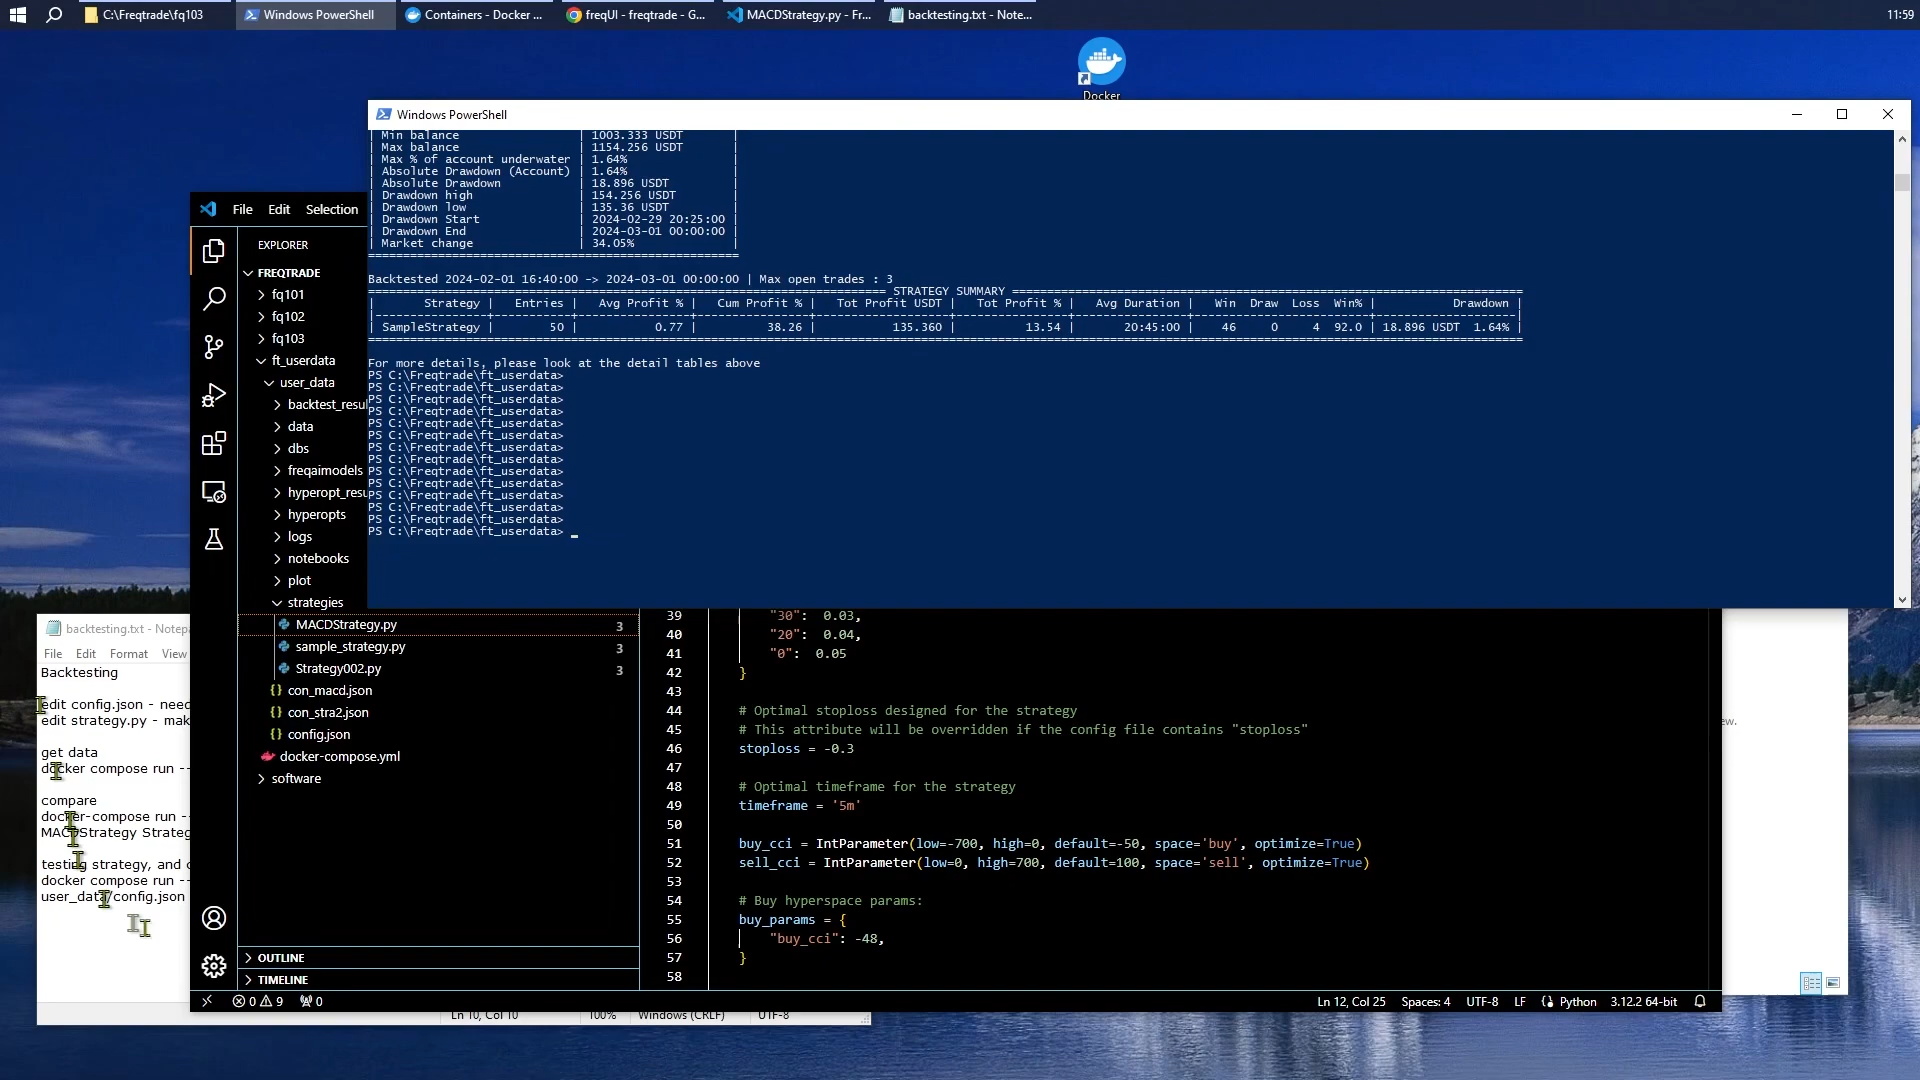 C:\Freqtrade\fq103
Windows PowerShell
Containers - Docker ...
freqUI - freqtrade - G...
MACDStrategy.py - Fr...
backtesting.txt - Note...
11:59
Docker
Windows PowerShell
| Min balance | 1003.333 USDT |
| Max balance | 1154.256 USDT |
| Max % of account underwater | 1.64% |
| Absolute Drawdown (Account) | 1.64% |
| Absolute Drawdown | 18.896 USDT |
| Drawdown high | 154.256 USDT |
| Drawdown low | 135.36 USDT |
| Drawdown Start | 2024-02-29 20:25:00 |
| Drawdown End | 2024-03-01 00:00:00 |
| Market change | 34.05% |
Backtested 2024-02-01 16:40:00 -> 2024-03-01 00:00:00 | Max open trades : 3
STRATEGY SUMMARY
| Strategy | Entries | Avg Profit % | Cum Profit % | Tot Profit USDT | Tot Profit % | Avg Duration | Win Draw Loss Win% | Drawdown |
| SampleStrategy | 50 | 0.77 | 38.26 | 135.360 | 13.54 | 20:45:00 | 46 0 4 92.0 | 18.896 USDT 1.64% |
For more details, please look at the detail tables above
PS C:\Freqtrade\ft_userdata>
PS C:\Freqtrade\ft_userdata>
PS C:\Freqtrade\ft_userdata>
PS C:\Freqtrade\ft_userdata>
PS C:\Freqtrade\ft_userdata>
PS C:\Freqtrade\ft_userdata>
PS C:\Freqtrade\ft_userdata>
PS C:\Freqtrade\ft_userdata>
PS C:\Freqtrade\ft_userdata>
PS C:\Freqtrade\ft_userdata>
PS C:\Freqtrade\ft_userdata>
PS C:\Freqtrade\ft_userdata>
PS C:\Freqtrade\ft_userdata>
PS C:\Freqtrade\ft_userdata> _
File Edit Selection
EXPLORER
FREQTRADE
fq101
fq102
fq103
ft_userdata
user_data
backtest_resul
data
dbs
freqaimodels
hyperopt_resu
hyperopts
logs
notebooks
plot
strategies
MACDStrategy.py 3
sample_strategy.py 3
Strategy002.py 3
con_macd.json
con_stra2.json
config.json
docker-compose.yml
software
OUTLINE
TIMELINE
39 "30": 0.03,
40 "20": 0.04,
41 "0": 0.05
42 }
43
44 # Optimal stoploss designed for the strategy
45 # This attribute will be overridden if the config file contains "stoploss"
46 stoploss = -0.3
47
48 # Optimal timeframe for the strategy
49 timeframe = '5m'
50
51 buy_cci = IntParameter(low=-700, high=0, default=-50, space='buy', optimize=True)
52 sell_cci = IntParameter(low=0, high=700, default=100, space='sell', optimize=True)
53
54 # Buy hyperspace params:
55 buy_params = {
56 "buy_cci": -48,
57 }
58
0 9 0
Ln 12, Col 25 Spaces: 4 UTF-8 LF Python 3.12.2 64-bit
backtesting.txt - Notepa
File Edit Format View
Backtesting
edit config.json - need
edit strategy.py - mak
get data
docker compose run --
compare
docker-compose run --
MACDStrategy Strateg
testing strategy, and
docker compose run --
user_data/config.json
Ln 10, Col 10 100% Windows (CRLF) UTF-8
ew.